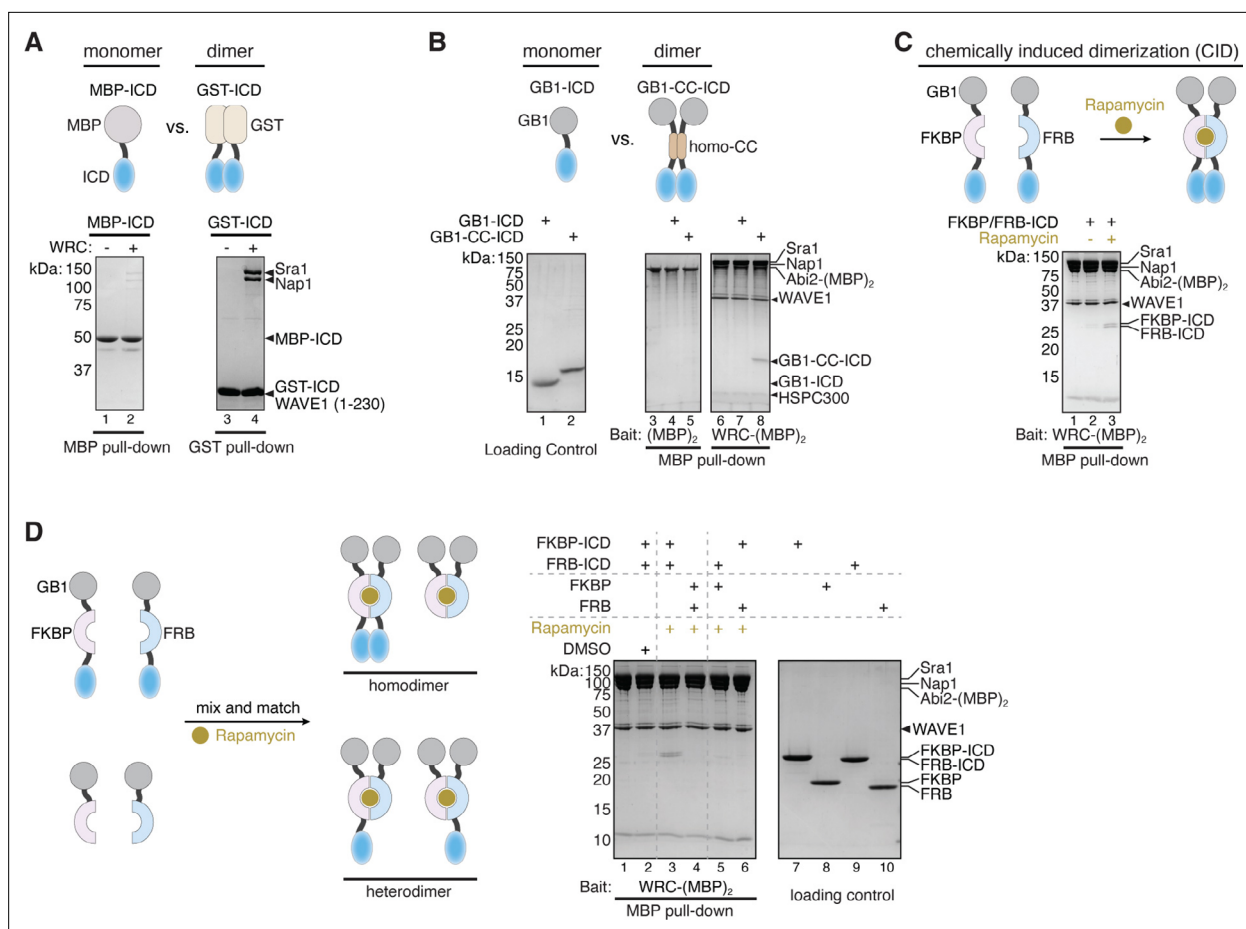 A
monomer
dimer
MBP-ICD
GST-ICD
MBP
vs.
GST
ICD
MBP-ICD
GST-ICD
WRC: - + - +
kDa: 150
100
75
50
37
Sra1
Nap1
MBP-ICD
GST-ICD
WAVE1 (1-230)
1 2 3 4
MBP pull-down
GST pull-down
B
monomer
dimer
GB1-ICD
GB1-CC-ICD
GB1
vs.
homo-CC
GB1-ICD + + +
GB1-CC-ICD + + +
kDa: 150
75
50
37
25
20
15
Sra1
Nap1
Abi2-(MBP)2
WAVE1
GB1-CC-ICD
GB1-ICD
HSPC300
1 2 3 4 5 6 7 8
Bait: (MBP)2 WRC-(MBP)2
Loading Control
MBP pull-down
C
chemically induced dimerization (CID)
GB1
Rapamycin
FKBP
FRB
FKBP/FRB-ICD + +
Rapamycin - +
kDa: 150
75
50
37
25
20
15
Sra1
Nap1
Abi2-(MBP)2
WAVE1
FKBP-ICD
FRB-ICD
1 2 3
Bait: WRC-(MBP)2
MBP pull-down
D
GB1
FKBP
FRB
mix and match
Rapamycin
homodimer
heterodimer
FKBP-ICD + + + +
FRB-ICD + + + +
FKBP + + +
FRB + + +
Rapamycin + + + +
DMSO +
kDa: 150
100
75
50
37
25
20
15
10
Sra1
Nap1
Abi2-(MBP)2
WAVE1
FKBP-ICD
FRB-ICD
FKBP
FRB
1 2 3 4 5 6 7 8 9 10
Bait: WRC-(MBP)2
MBP pull-down
loading control